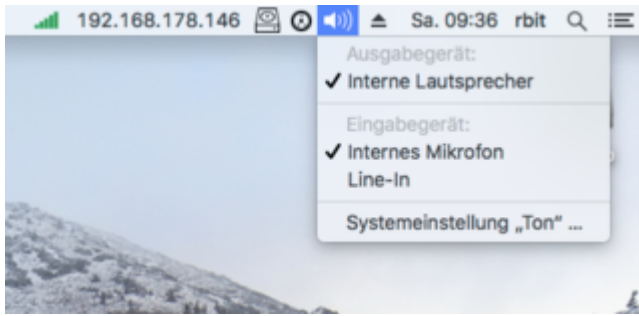 192.168.178.146 Sa. 09:36 rbit
Ausgabegerät:
Interne Lautsprecher
Eingabegerät:
Internes Mikrofon
Line-In
Systemeinstellung „Ton“ ...